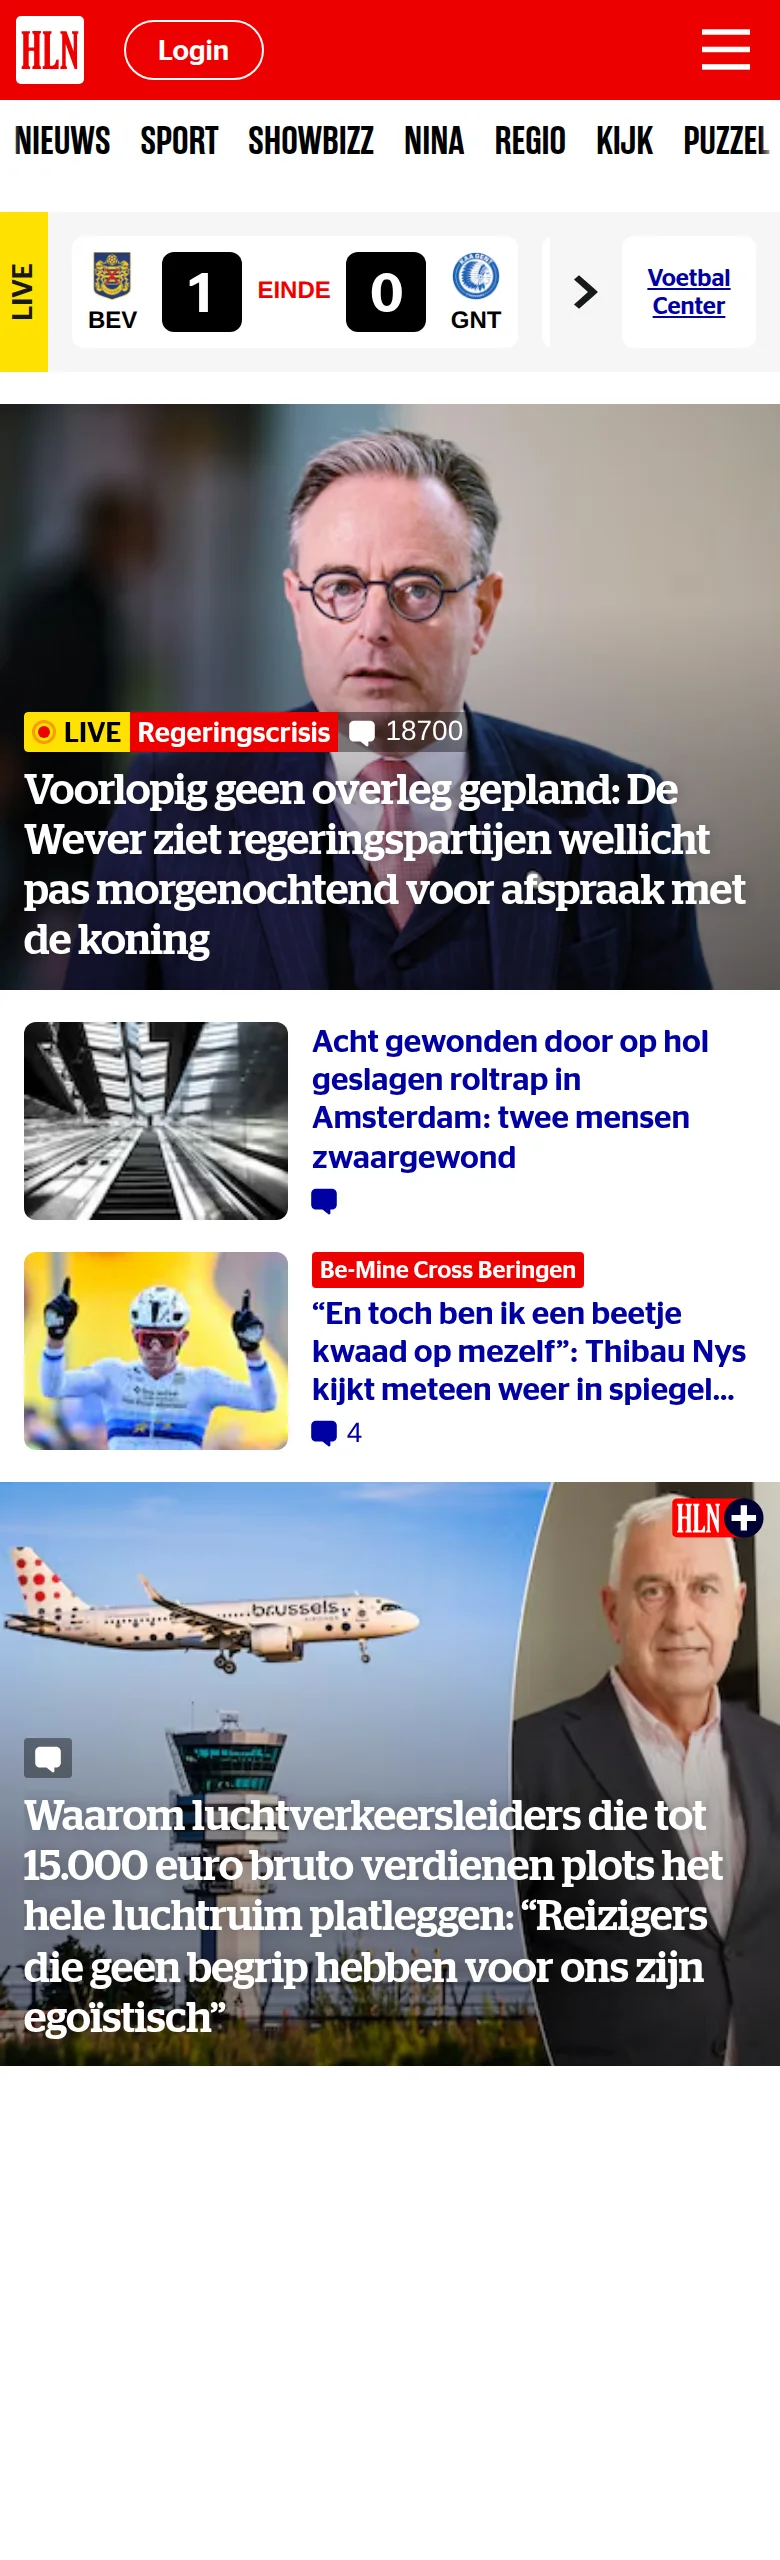 HLN
Login
NIEUWS SPORT SHOWBIZZ NINA REGIO KIJK PUZZEL
LIVE
BEV
1
EINDE
0
GNT
Voetbal
Center
LIVE Regeringscrisis 18700
Voorlopig geen overleg gepland: De
Wever ziet regeringspartijen wellicht
pas morgenochtend voor afspraak met
de koning
Acht gewonden door op hol
geslagen roltrap in
Amsterdam: twee mensen
zwaargewond
Be-Mine Cross Beringen
“En toch ben ik een beetje
kwaad op mezelf”: Thibau Nys
kijkt meteen weer in spiegel...
4
HLN+
brussels
Waarom luchtverkeersleiders die tot
15.000 euro bruto verdienen plots het
hele luchtruim platleggen: “Reizigers
die geen begrip hebben voor ons zijn
egoïstisch”